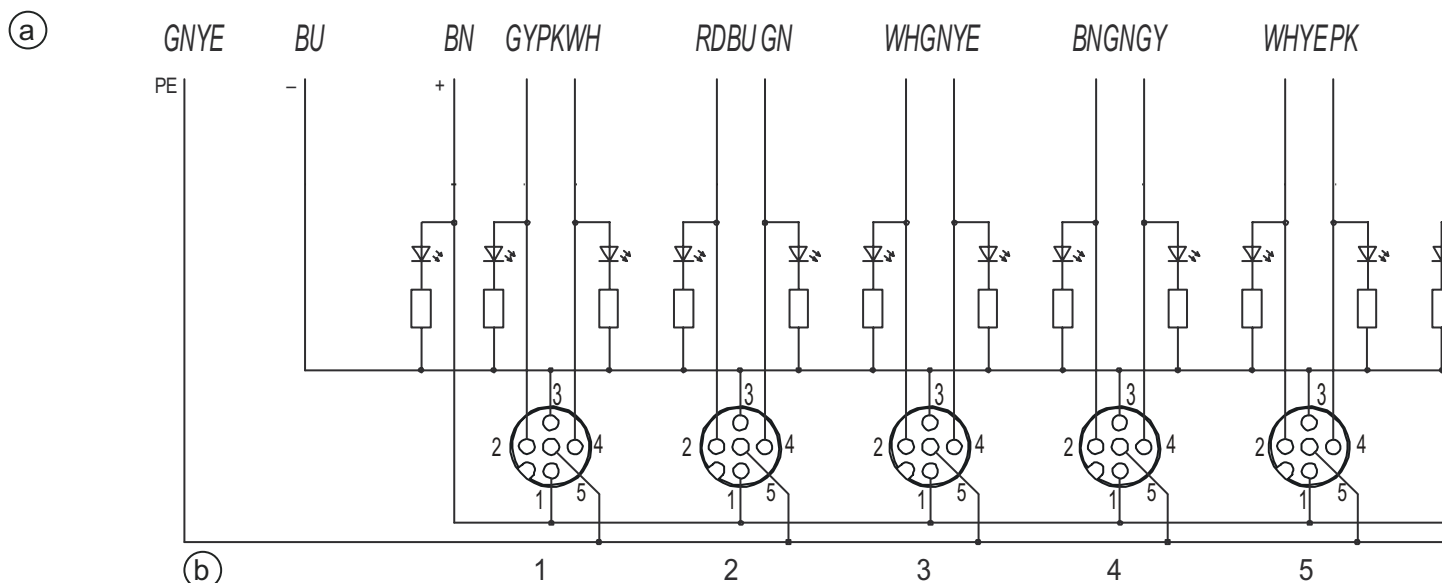 a GNYE BU BN GYPKWH RDBU GN WHGNYE BNGNGY WHYEPK
PE – +
3 3 3 3 3
2 4 2 4 2 4 2 4 2 4
1 5 1 5 1 5 1 5 1 5
b 1 2 3 4 5